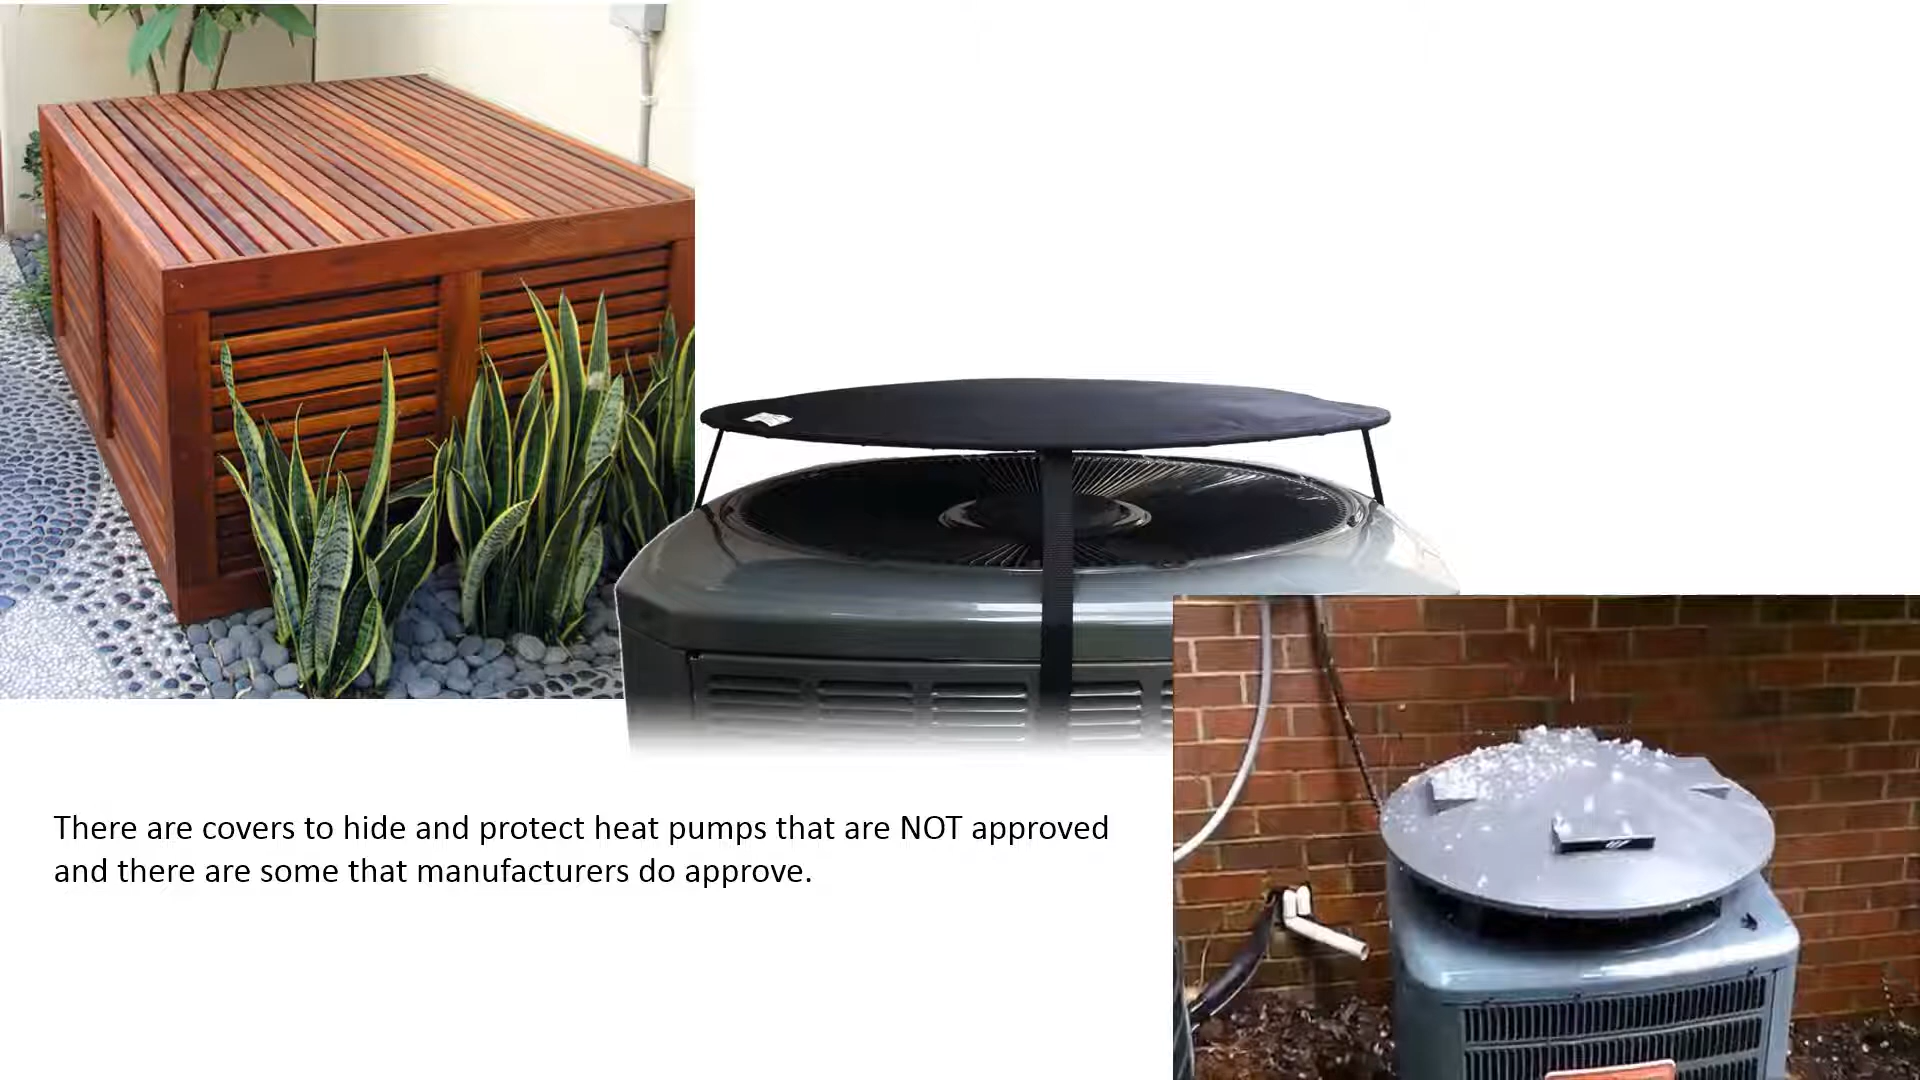 There are covers to hide and protect heat pumps that are NOT approved
and there are some that manufacturers do approve.